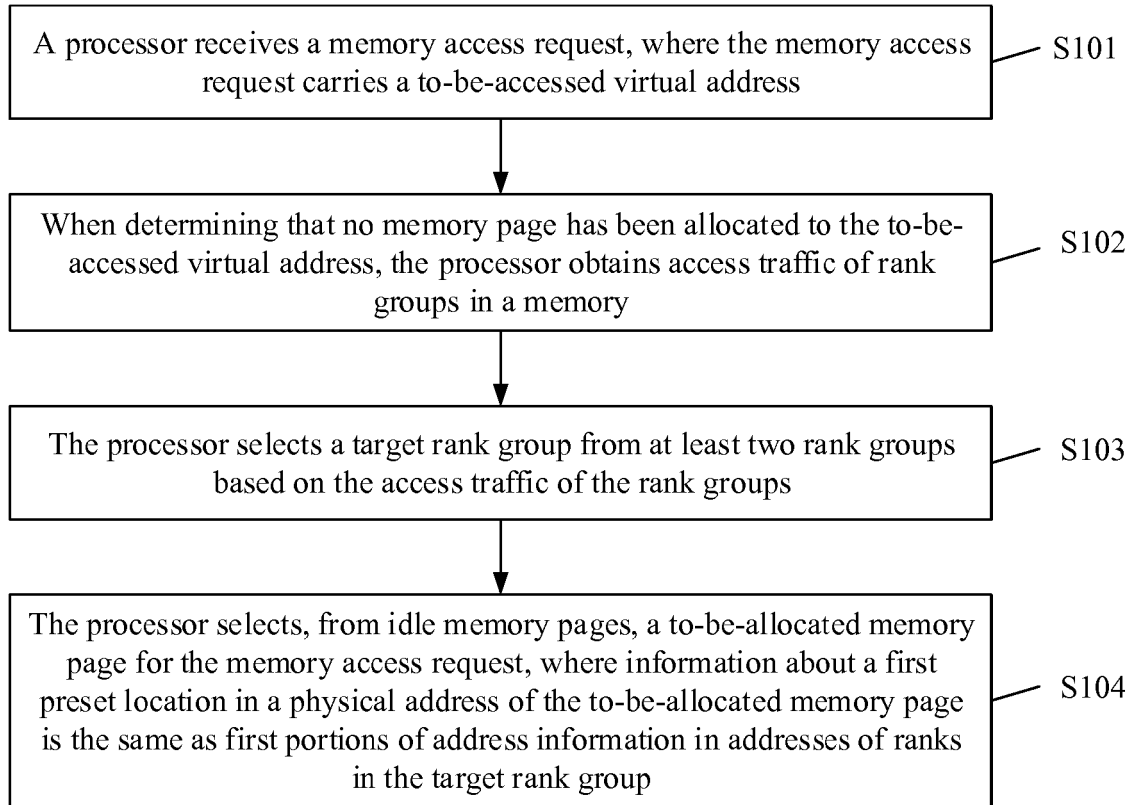 A processor receives a memory access request, where the memory access
request carries a to-be-accessed virtual address
S101
When determining that no memory page has been allocated to the to-be-
accessed virtual address, the processor obtains access traffic of rank
groups in a memory
S102
The processor selects a target rank group from at least two rank groups
based on the access traffic of the rank groups
S103
The processor selects, from idle memory pages, a to-be-allocated memory
page for the memory access request, where information about a first
preset location in a physical address of the to-be-allocated memory page
is the same as first portions of address information in addresses of ranks
in the target rank group
S104